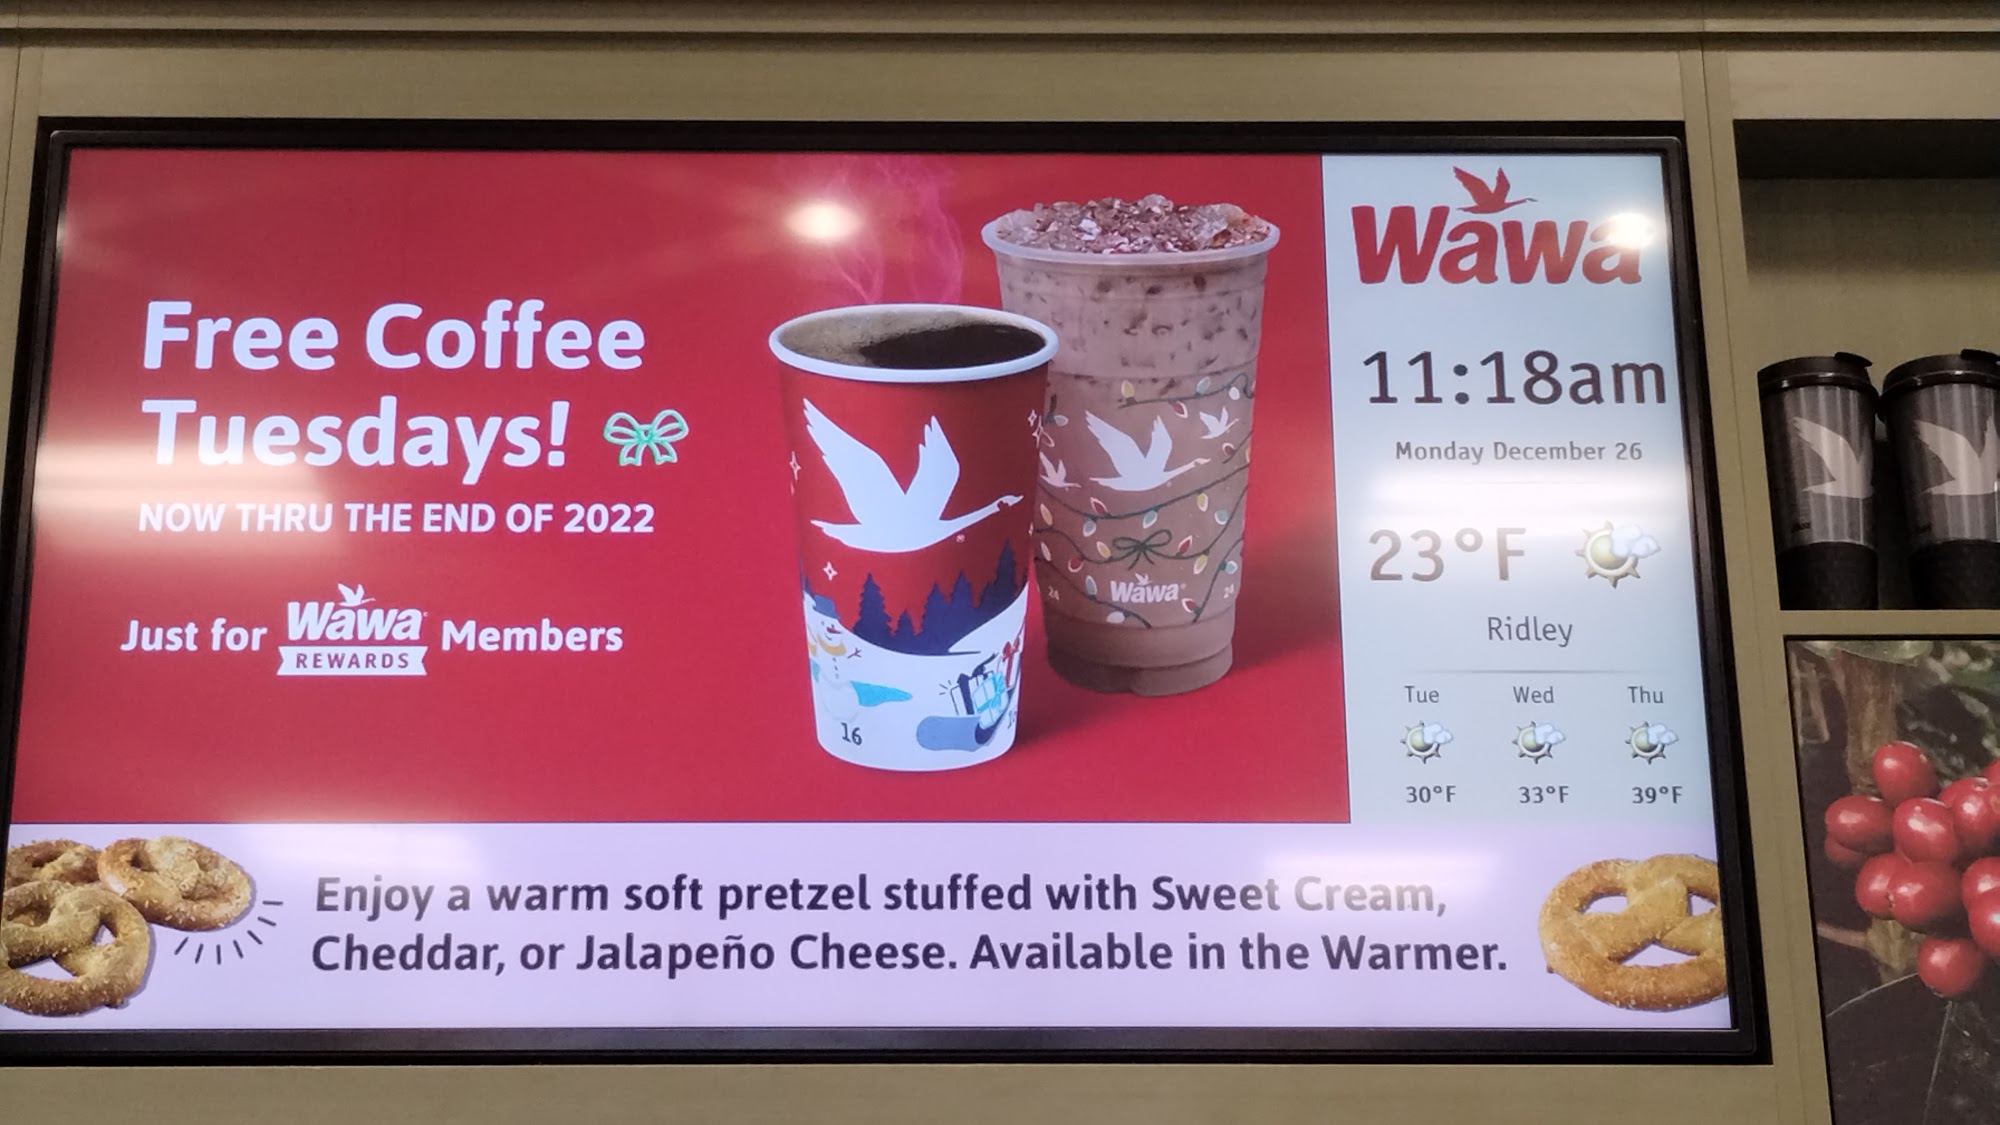 Free Coffee
Tuesdays!
NOW THRU THE END OF 2022
Just for Wawa REWARDS Members
16
Wawa
24
Wawa
11:18am
Monday December 26
23°F
Ridley
Tue Wed Thu
30°F 33°F 39°F
Enjoy a warm soft pretzel stuffed with Sweet Cream,
Cheddar, or Jalapeño Cheese. Available in the Warmer.